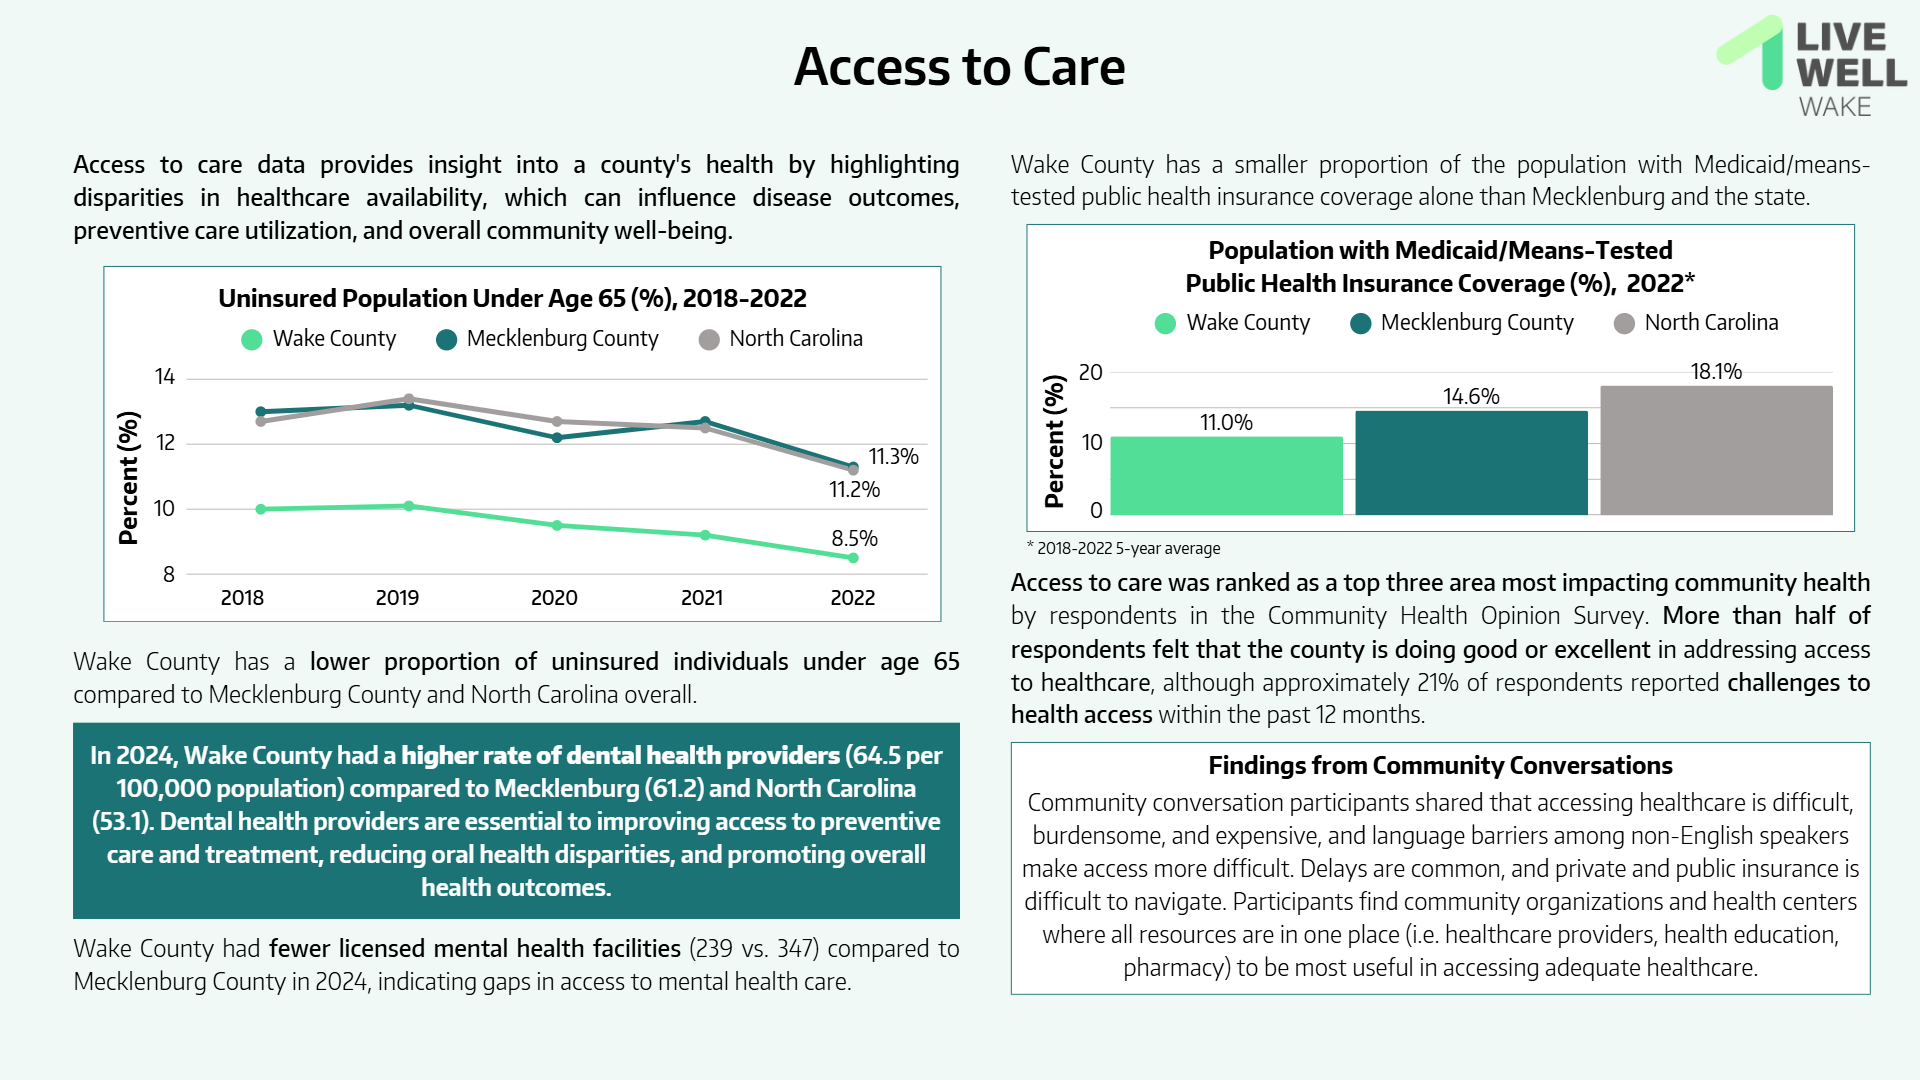 Access to Care
LIVE
WELL
WAKE
Access to care data provides insight into a county's health by highlighting
disparities in healthcare availability, which can influence disease outcomes,
preventive care utilization, and overall community well-being.
Uninsured Population Under Age 65 (%), 2018-2022
Wake County Mecklenburg County North Carolina
Percent (%)
14
12
10
8
11.3%
11.2%
8.5%
2018 2019 2020 2021 2022
Wake County has a lower proportion of uninsured individuals under age 65
compared to Mecklenburg County and North Carolina overall.
In 2024, Wake County had a higher rate of dental health providers (64.5 per
100,000 population) compared to Mecklenburg (61.2) and North Carolina
(53.1). Dental health providers are essential to improving access to preventive
care and treatment, reducing oral health disparities, and promoting overall
health outcomes.
Wake County had fewer licensed mental health facilities (239 vs. 347) compared to
Mecklenburg County in 2024, indicating gaps in access to mental health care.
Wake County has a smaller proportion of the population with Medicaid/means-
tested public health insurance coverage alone than Mecklenburg and the state.
Population with Medicaid/Means-Tested
Public Health Insurance Coverage (%), 2022*
Wake County Mecklenburg County North Carolina
Percent (%)
20
10
0
11.0%
14.6%
18.1%
* 2018-2022 5-year average
Access to care was ranked as a top three area most impacting community health
by respondents in the Community Health Opinion Survey. More than half of
respondents felt that the county is doing good or excellent in addressing access
to healthcare, although approximately 21% of respondents reported challenges to
health access within the past 12 months.
Findings from Community Conversations
Community conversation participants shared that accessing healthcare is difficult,
burdensome, and expensive, and language barriers among non-English speakers
make access more difficult. Delays are common, and private and public insurance is
difficult to navigate. Participants find community organizations and health centers
where all resources are in one place (i.e. healthcare providers, health education,
pharmacy) to be most useful in accessing adequate healthcare.